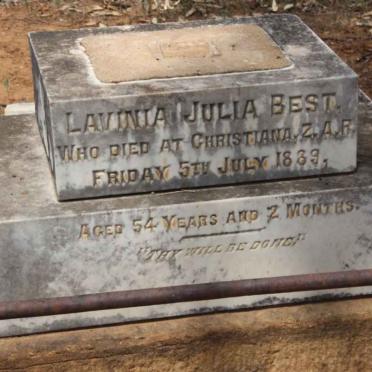 LAVINIA JULIA BEST.
WHO DIED AT CHRISTIANA, Z.A.R.
FRIDAY 5TH JULY 1889,
AGED 54 YEARS AND 2 MONTHS.
"THY WILL BE DONE."